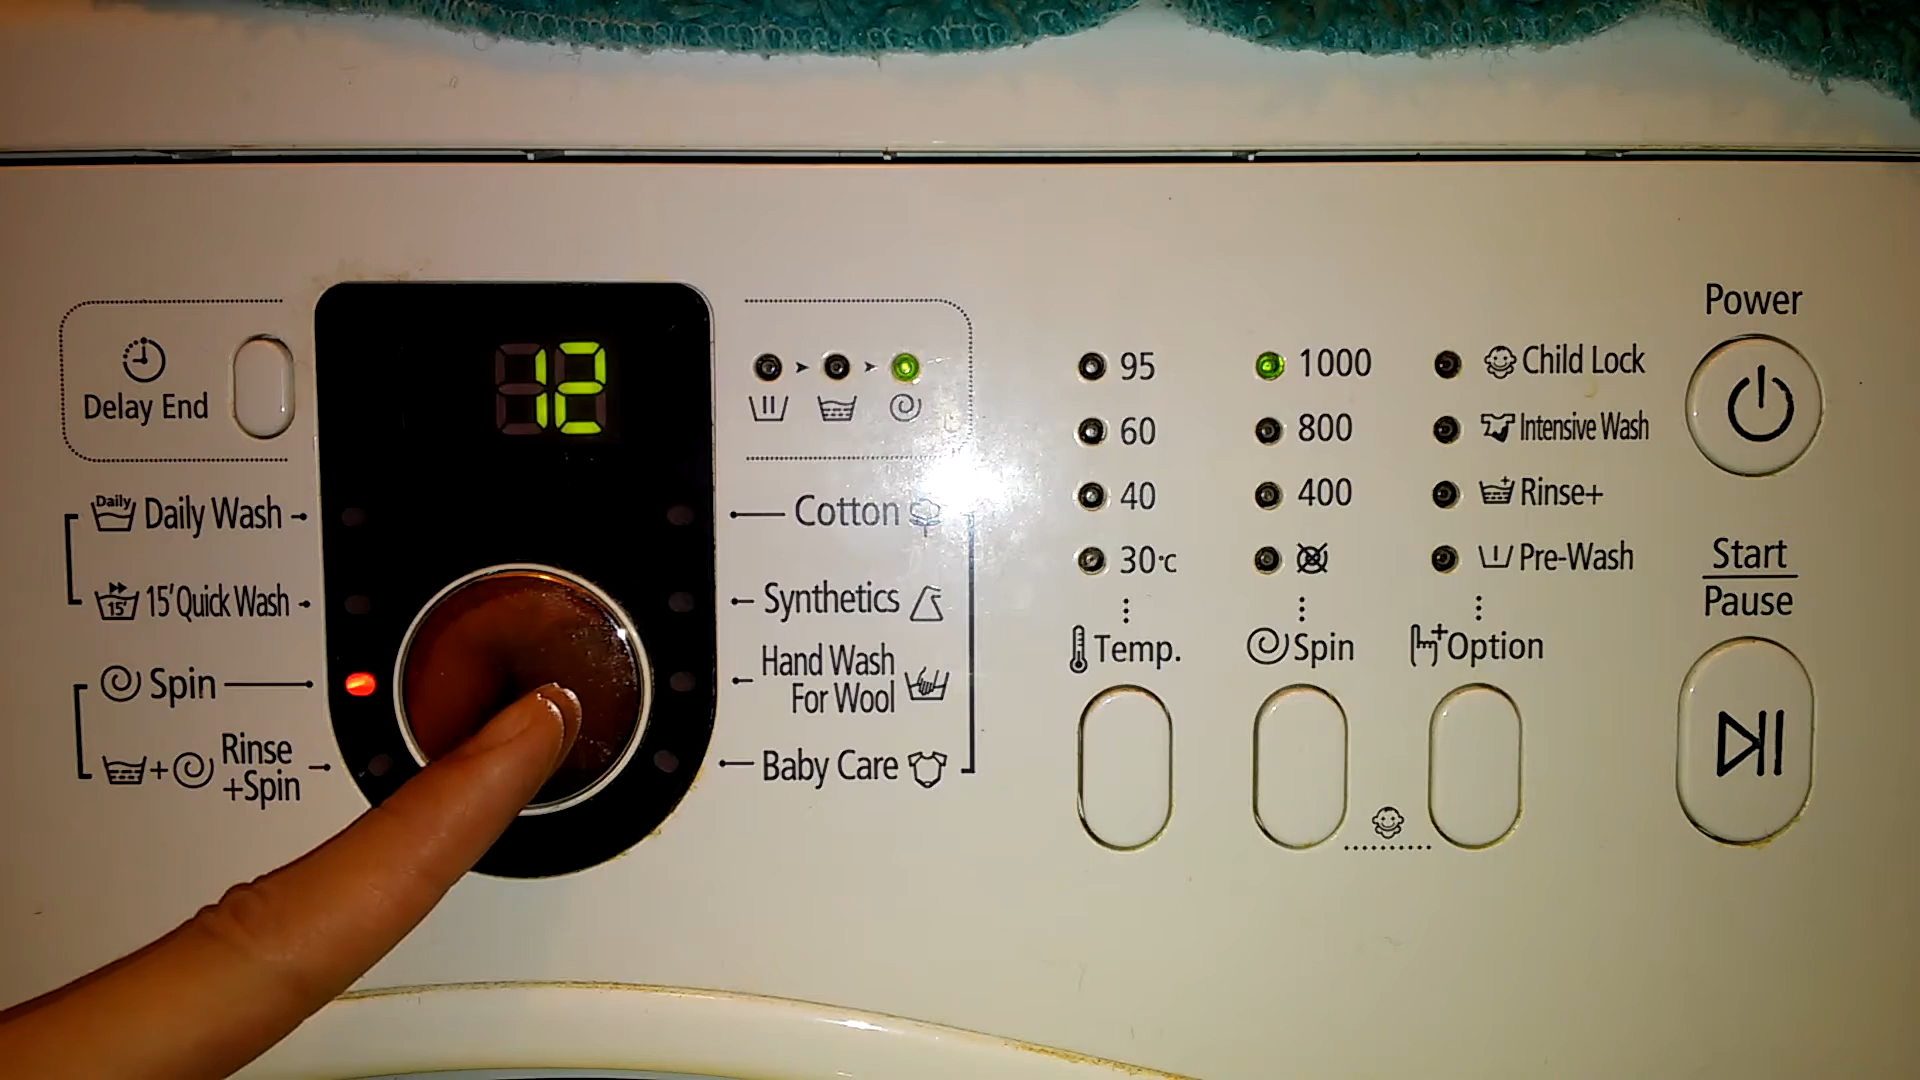 Delay End
12
Daily
Daily Wash
15'
15'Quick Wash
Spin
Rinse
+Spin
Cotton
Synthetics
Hand Wash
For Wool
Baby Care
95
60
40
30°c
Temp.
1000
800
400
Spin
Child Lock
Intensive Wash
Rinse+
Pre-Wash
Option
Power
Start
Pause